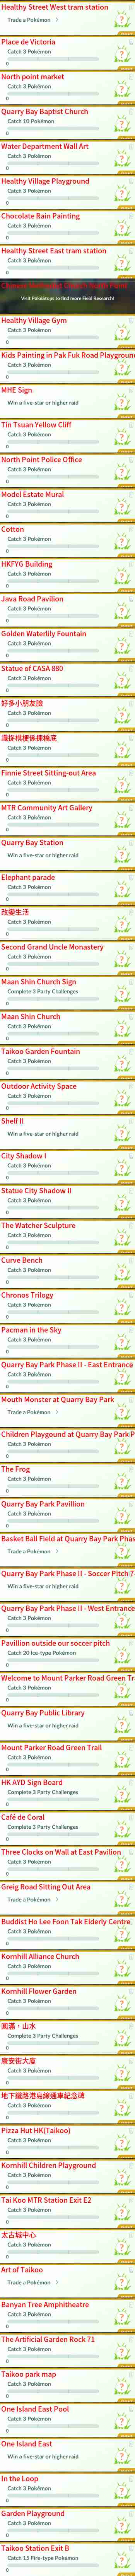 Healthy Street West tram station
Trade a Pokémon
Place de Victoria
Catch 3 Pokémon
0
North point market
Catch 3 Pokémon
0
Quarry Bay Baptist Church
Catch 10 Pokémon
0
Water Department Wall Art
Catch 3 Pokémon
0
Healthy Village Playground
Catch 3 Pokémon
0
Chocolate Rain Painting
Catch 3 Pokémon
0
Healthy Street East tram station
Catch 3 Pokémon
0
Visit PokéStops to find more Field Research!
Healthy Village Gym
Catch 3 Pokémon
0
Kids Painting in Pak Fuk Road Playground
Catch 3 Pokémon
0
MHE Sign
Win a five-star or higher raid
Tin Tsuan Yellow Cliff
Catch 3 Pokémon
0
North Point Police Office
Catch 3 Pokémon
0
Model Estate Mural
Catch 3 Pokémon
0
Cotton
Catch 3 Pokémon
0
HKFYG Building
Catch 3 Pokémon
0
Java Road Pavilion
Catch 3 Pokémon
0
Golden Waterlily Fountain
Catch 3 Pokémon
0
Statue of CASA 880
Catch 3 Pokémon
0
好多小朋友臉
Catch 3 Pokémon
0
Catch 3 Pokémon
0
Finnie Street Sitting-out Area
Catch 3 Pokémon
0
MTR Community Art Gallery
Catch 3 Pokémon
0
Quarry Bay Station
Win a five-star or higher raid
Elephant parade
Catch 3 Pokémon
0
改變生活
Catch 3 Pokémon
0
Second Grand Uncle Monastery
Catch 3 Pokémon
0
Maan Shin Church Sign
Complete 3 Party Challenges
0
Maan Shin Church
Catch 3 Pokémon
0
Taikoo Garden Fountain
Catch 3 Pokémon
0
Outdoor Activity Space
Catch 3 Pokémon
0
Shelf II
Win a five-star or higher raid
City Shadow I
Catch 3 Pokémon
0
Statue City Shadow II
Catch 3 Pokémon
0
The Watcher Sculpture
Catch 3 Pokémon
0
Curve Bench
Catch 3 Pokémon
0
Chronos Trilogy
Catch 3 Pokémon
0
Pacman in the Sky
Catch 3 Pokémon
0
Quarry Bay Park Phase II - East Entrance
Catch 3 Pokémon
0
Mouth Monster at Quarry Bay Park
Trade a Pokémon
Children Playground at Quarry Bay Park P
Catch 3 Pokémon
0
The Frog
Catch 3 Pokémon
0
Quarry Bay Park Pavillion
Catch 3 Pokémon
0
Basket Ball Field at Quarry Bay Park Phas
Trade a Pokémon
Quarry Bay Park Phase II - Soccer Pitch 7-
Win a five-star or higher raid
Quarry Bay Park Phase II - West Entrance
Catch 3 Pokémon
0
Pavillion outside our soccer pitch
Catch 20 Ice-type Pokémon
0
Welcome to Mount Parker Road Green Tr
Catch 3 Pokémon
0
Quarry Bay Public Library
Win a five-star or higher raid
Mount Parker Road Green Trail
Catch 3 Pokémon
0
HK AYD Sign Board
Complete 3 Party Challenges
0
Café de Coral
Complete 3 Party Challenges
0
Three Clocks on Wall at East Pavilion
Catch 3 Pokémon
0
Greig Road Sitting Out Area
Trade a Pokémon
Buddist Ho Lee Foon Tak Elderly Centre
Catch 3 Pokémon
0
Kornhill Alliance Church
Catch 3 Pokémon
0
Kornhill Flower Garden
Catch 3 Pokémon
0
圓滿，山水
Complete 3 Party Challenges
0
康安街大廈
Catch 3 Pokémon
0
地下鐵路港島線通車紀念碑
Catch 3 Pokémon
0
Pizza Hut HK(Taikoo)
Catch 3 Pokémon
0
Kornhill Children Playground
Catch 3 Pokémon
0
Tai Koo MTR Station Exit E2
Catch 3 Pokémon
0
太古城中心
Catch 3 Pokémon
0
Art of Taikoo
Trade a Pokémon
Banyan Tree Amphitheatre
Catch 3 Pokémon
0
The Artificial Garden Rock 71
Catch 3 Pokémon
0
Taikoo park map
Catch 3 Pokémon
0
One Island East Pool
Catch 3 Pokémon
0
One Island East
Win a five-star or higher raid
In the Loop
Catch 3 Pokémon
0
Garden Playground
Catch 3 Pokémon
0
Taikoo Station Exit B
Catch 15 Fire-type Pokémon
0